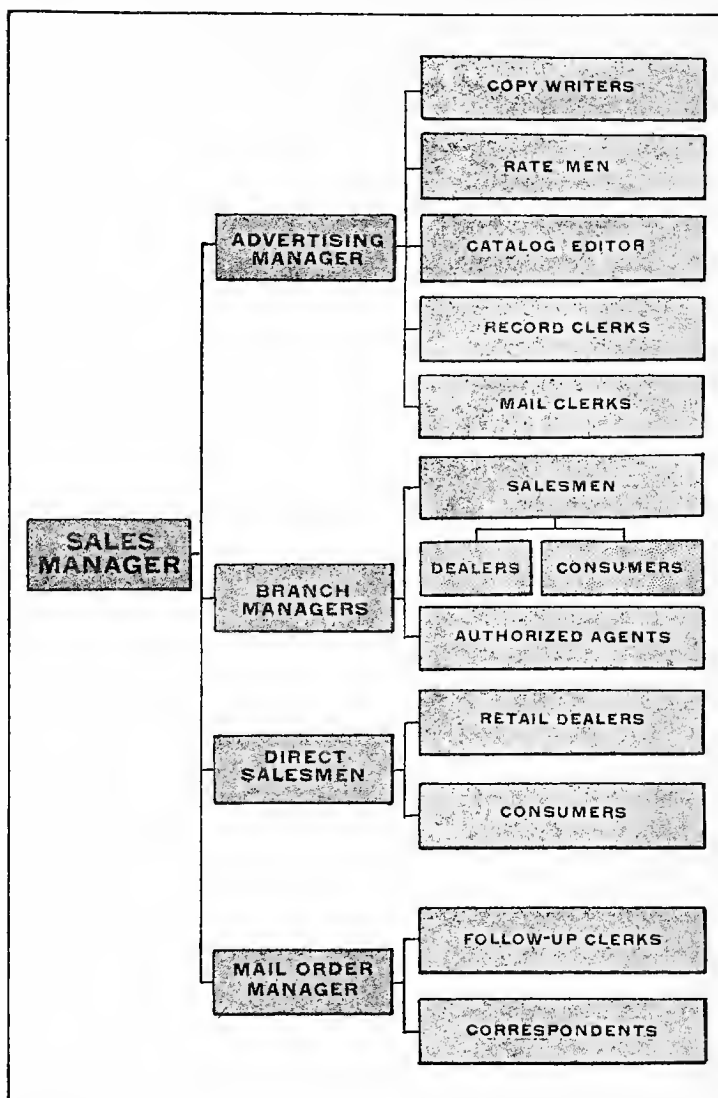 COPY WRITERS
RATE MEN
ADVERTISING
MANAGER
CATALOG EDITOR
RECORD CLERKS
MAIL CLERKS
SALES
MANAGER
SALESMEN
DEALERS
CONSUMERS
BRANCH
MANAGERS
AUTHORIZED AGENTS
DIRECT
SALESMEN
RETAIL DEALERS
CONSUMERS
MAIL ORDER
MANAGER
FOLLOW-UP CLERKS
CORRESPONDENTS